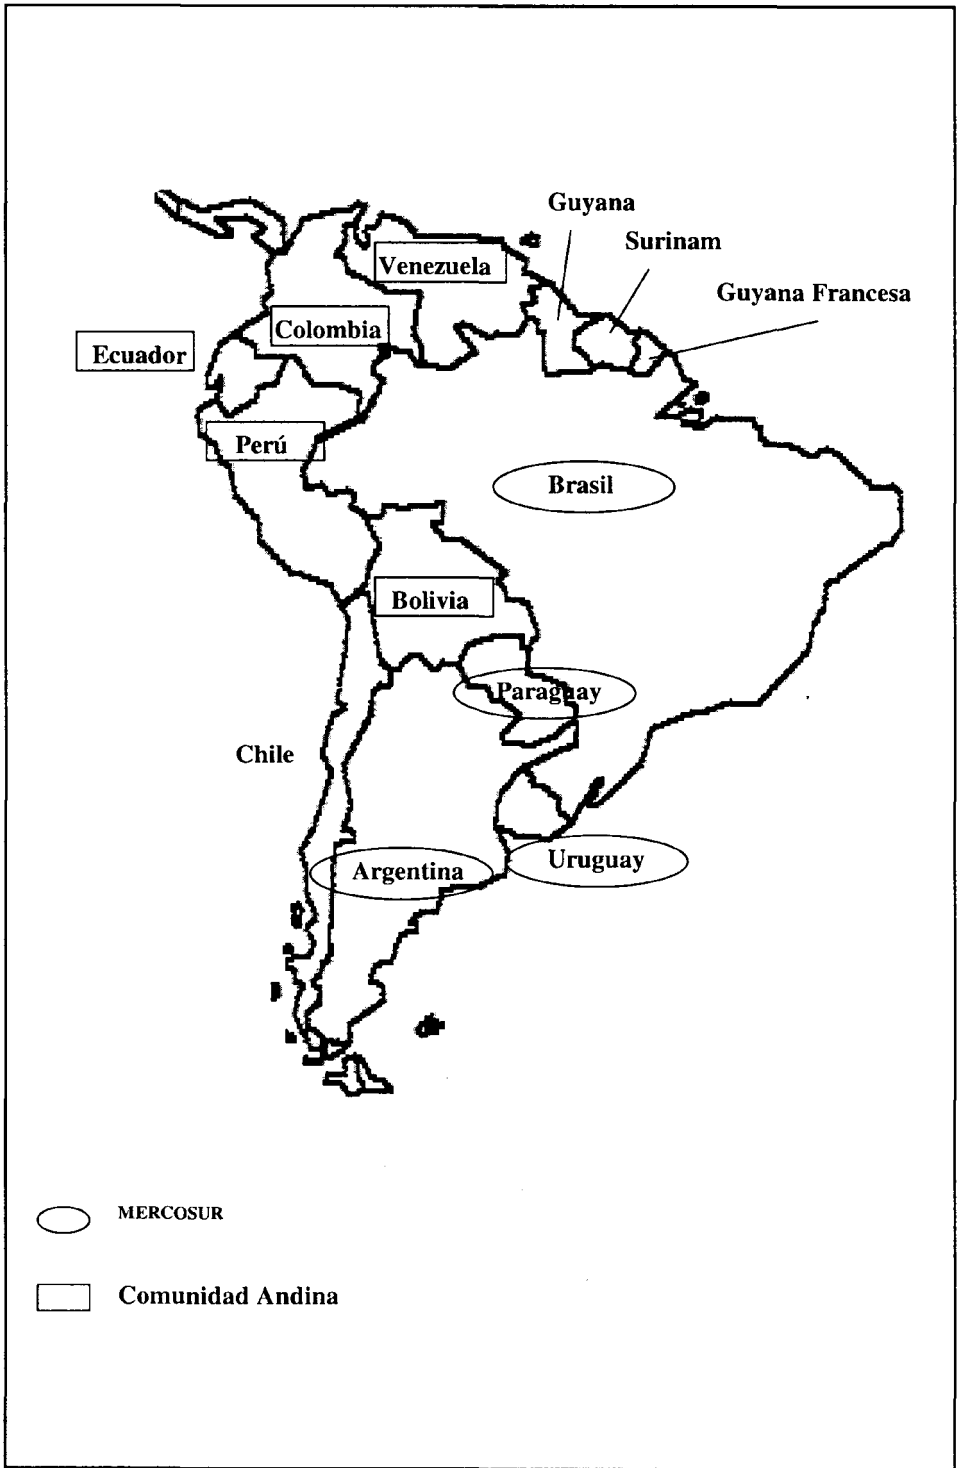 Guyana
Surinam
Venezuela
Guyana Francesa
Colombia
Ecuador
Perú
Brasil
Bolivia
Paraguay
Chile
Uruguay
Argentina
MERCOSUR
Comunidad Andina